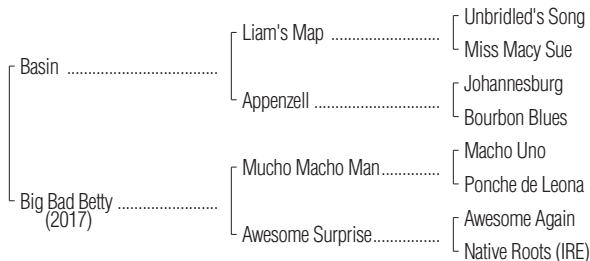 Unbridled's Song
Liam's Map ........................
Miss Macy Sue
Basin .................................
Johannesburg
Appenzell ...........................
Bourbon Blues
Macho Uno
Mucho Macho Man.............
Ponche de Leona
Big Bad Betty ......................
(2017)
Awesome Again
Awesome Surprise...............
Native Roots (IRE)